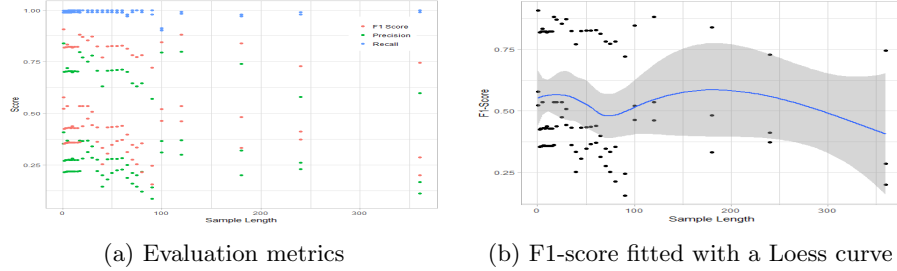 1.00
0.75
0.50
0.25
Score
0
100
200
300
Sample Length
F1 Score
Precision
Recall
(a) Evaluation metrics
0.75
0.50
0.25
F1-Score
0
100
200
300
Sample Length
(b) F1-score fitted with a Loess curve